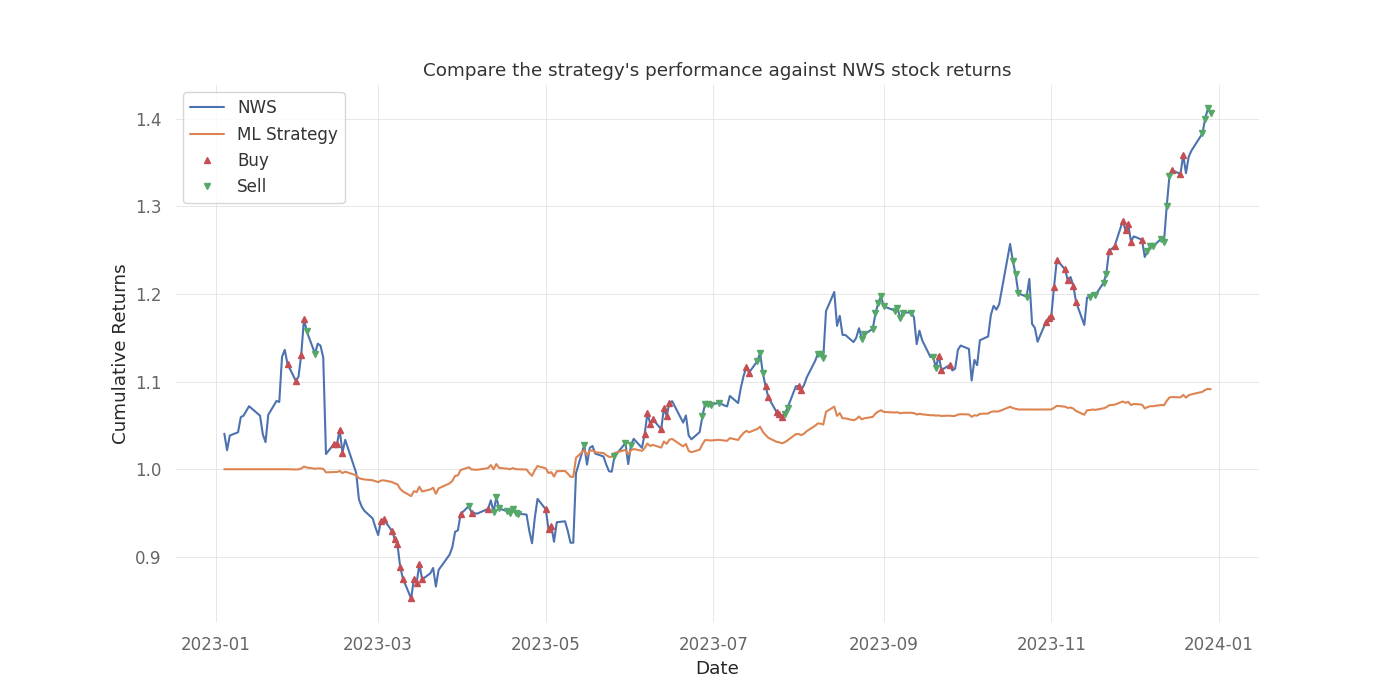 Compare the strategy's performance against NWS stock returns
NWS
ML Strategy
Buy
Sell
Cumulative Returns
1.4
1.3
1.2
1.1
1.0
0.9
2023-01
2023-03
2023-05
2023-07
2023-09
2023-11
2024-01
Date